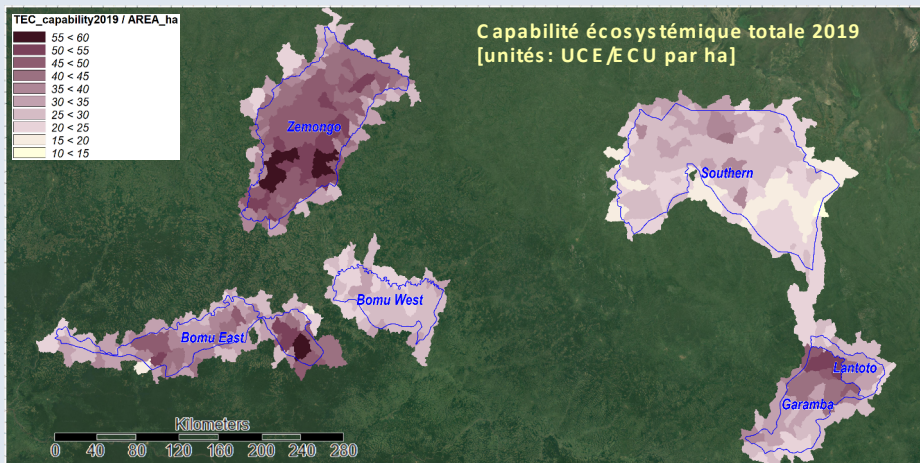 TEC_capability2019 / AREA_ha
55 < 60
50 < 55
45 < 50
40 < 45
35 < 40
30 < 35
25 < 30
20 < 25
15 < 20
10 < 15
Capabilité écosystémique totale 2019
[unités: UCE/ECU par ha]
Zemongo
Southern
Bomu West
Bomu East
Lantoto
Garamba
Kilometers
0 40 80 120 160 200 240 280